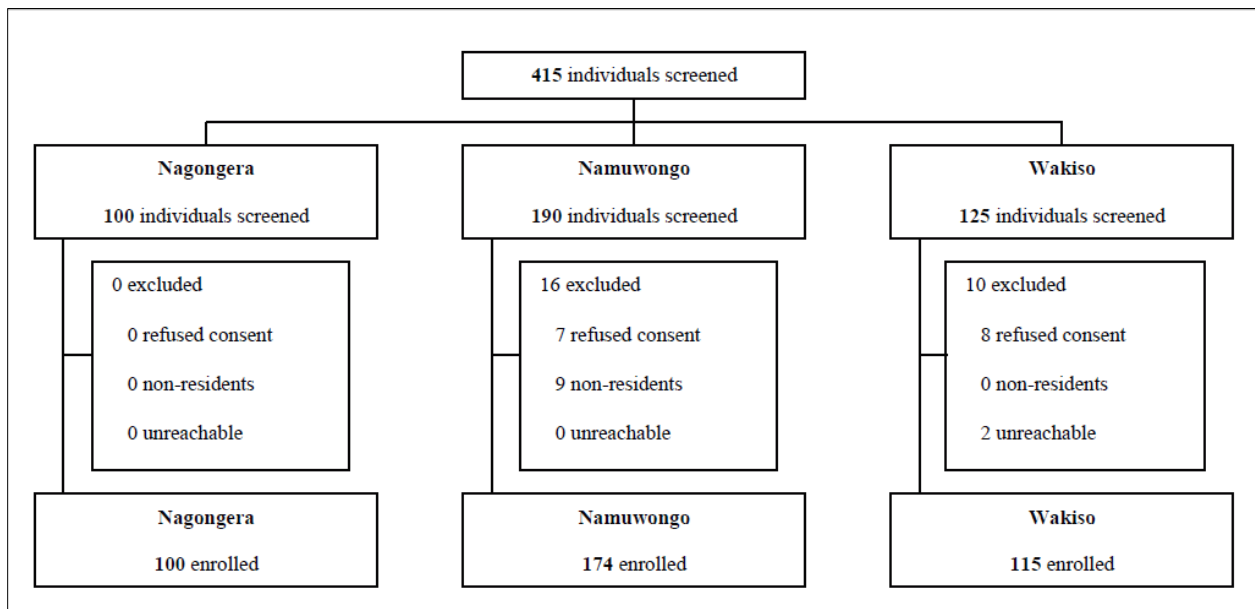 415 individuals screened
Nagongera
100 individuals screened
0 excluded
0 refused consent
0 non-residents
0 unreachable
Nagongera
100 enrolled
Namuwongo
190 individuals screened
16 excluded
7 refused consent
9 non-residents
0 unreachable
Namuwongo
174 enrolled
Wakiso
125 individuals screened
10 excluded
8 refused consent
0 non-residents
2 unreachable
Wakiso
115 enrolled